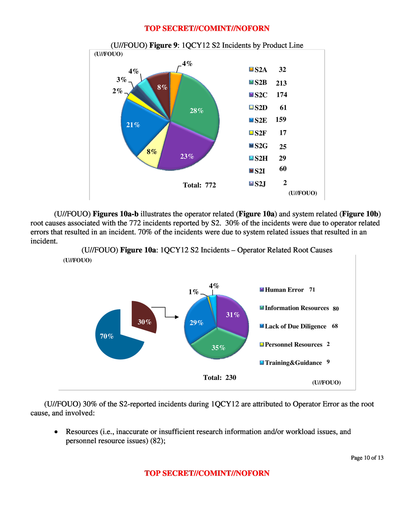 TOP SECRET//COMINT//NOFORN
(U//FOUO) Figure 9: 1QCY12 S2 Incidents by Product Line
(U//FOUO)
4%
4%
3%
2%
8%
28%
21%
8%
23%
S2A 32
S2B 213
S2C 174
S2D 61
S2E 159
S2F 17
S2G 25
S2H 29
S2I 60
S2J 2
Total: 772
(U//FOUO)
(U//FOUO) Figures 10a-b illustrates the operator related (Figure 10a) and system related (Figure 10b)
root causes associated with the 772 incidents reported by S2. 30% of the incidents were due to operator related
errors that resulted in an incident. 70% of the incidents were due to system related issues that resulted in an
incident.
(U//FOUO) Figure 10a: 1QCY12 S2 Incidents – Operator Related Root Causes
(U//FOUO)
4%
1%
31%
30%
29%
70%
35%
Human Error 71
Information Resources 80
Lack of Due Diligence 68
Personnel Resources 2
Training&Guidance 9
Total: 230
(U//FOUO)
(U//FOUO) 30% of the S2-reported incidents during 1QCY12 are attributed to Operator Error as the root
cause, and involved:
• Resources (i.e., inaccurate or insufficient research information and/or workload issues, and
personnel resource issues) (82);
Page 10 of 13
TOP SECRET//COMINT//NOFORN